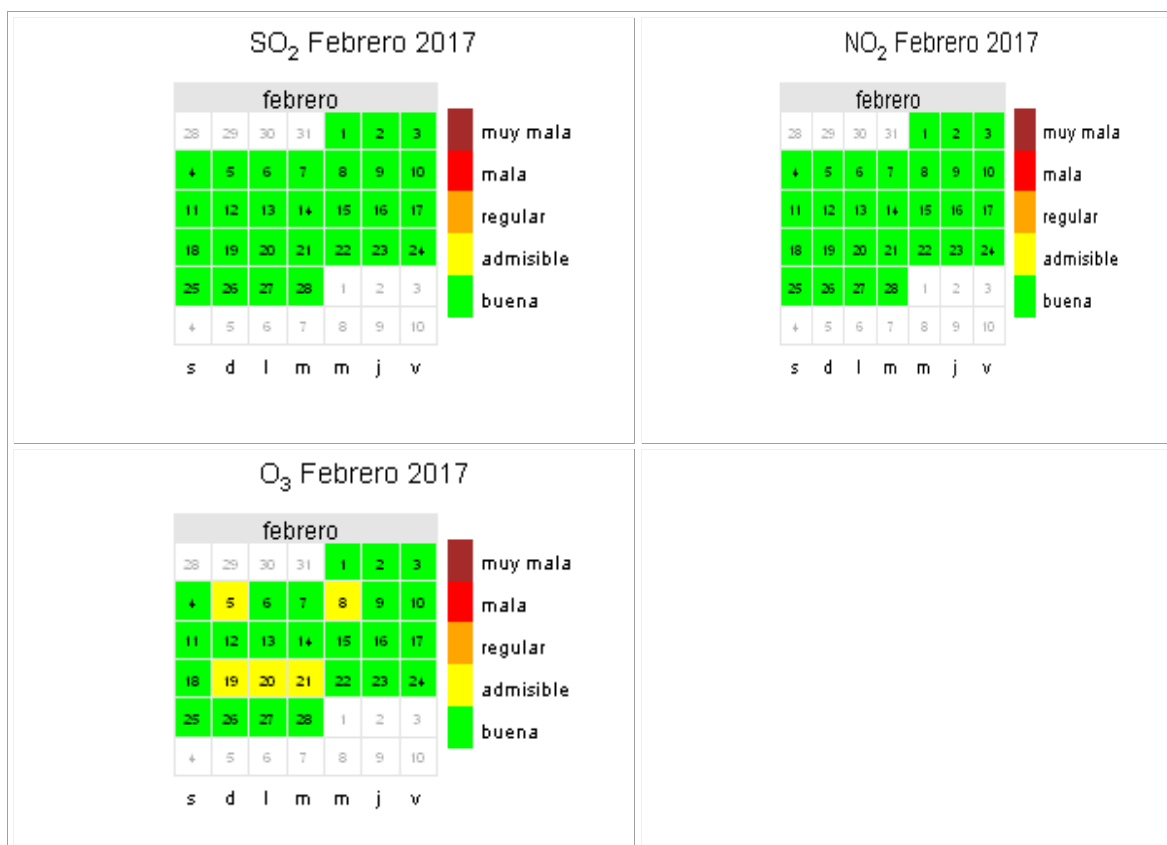 SO2 Febrero 2017
febrero
28 29 30 31 1 2 3
4 5 6 7 8 9 10
11 12 13 14 15 16 17
18 19 20 21 22 23 24
25 26 27 28 1 2 3
4 5 6 7 8 9 10
s d l m m j v
muy mala
mala
regular
admisible
buena
NO2 Febrero 2017
febrero
28 29 30 31 1 2 3
4 5 6 7 8 9 10
11 12 13 14 15 16 17
18 19 20 21 22 23 24
25 26 27 28 1 2 3
4 5 6 7 8 9 10
s d l m m j v
muy mala
mala
regular
admisible
buena
O3 Febrero 2017
febrero
28 29 30 31 1 2 3
4 5 6 7 8 9 10
11 12 13 14 15 16 17
18 19 20 21 22 23 24
25 26 27 28 1 2 3
4 5 6 7 8 9 10
s d l m m j v
muy mala
mala
regular
admisible
buena